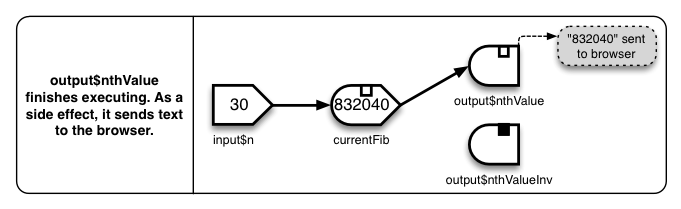 output$nthValue
finishes executing. As a
side effect, it sends text
to the browser.
30
input$n
832040
currentFib
output$nthValue
"832040" sent
to browser
output$nthValueInv